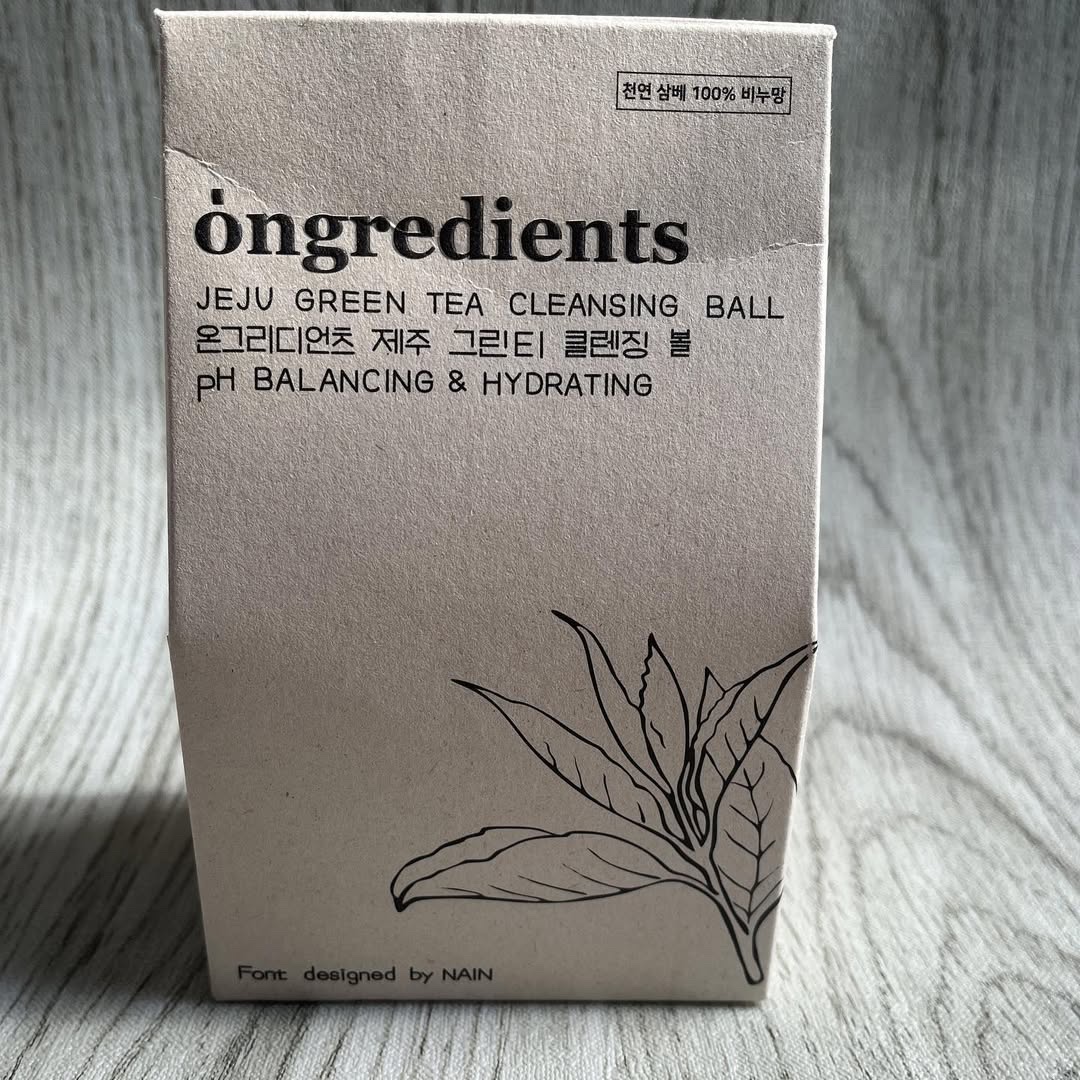 천연 삼베 100% 비누망
ongredients
JEJU GREEN TEA CLEANSING BALL
온그리디언츠 제주 그린티 클렌징 볼
pH BALANCING & HYDRATING
Font designed by NAIN